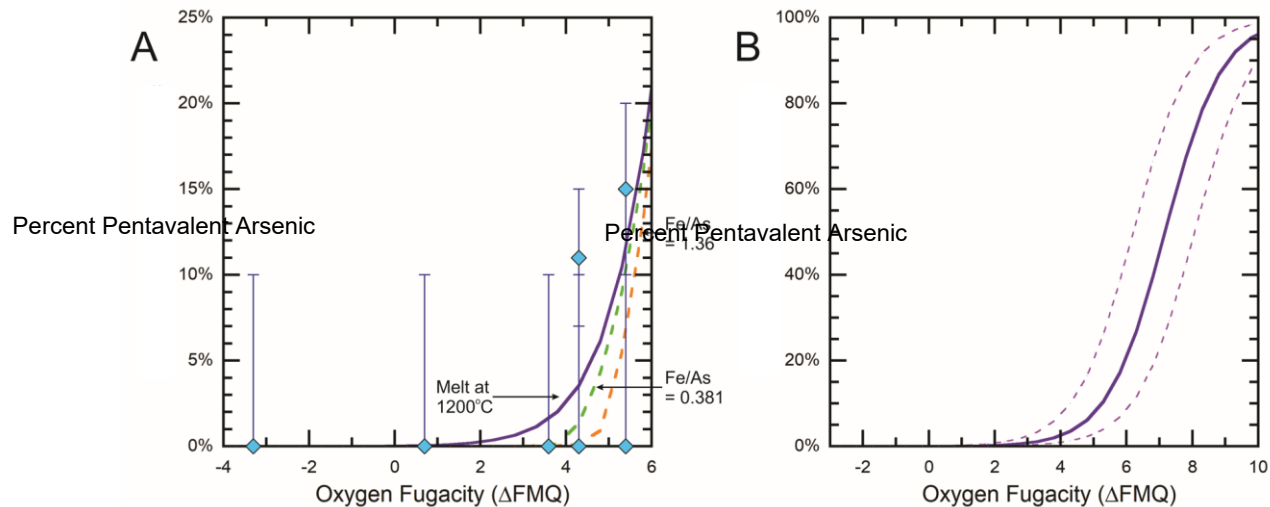 A
25%
20%
15%
10%
5%
0%
-4
-2
0
2
4
6
Percent Pentavalent Arsenic
Oxygen Fugacity (ΔFMQ)
Melt at
1200°C
Fe/As
= 1.36
Fe/As
= 0.381
B
100%
80%
60%
40%
20%
0%
-2
0
2
4
6
8
10
Percent Pentavalent Arsenic
Oxygen Fugacity (ΔFMQ)